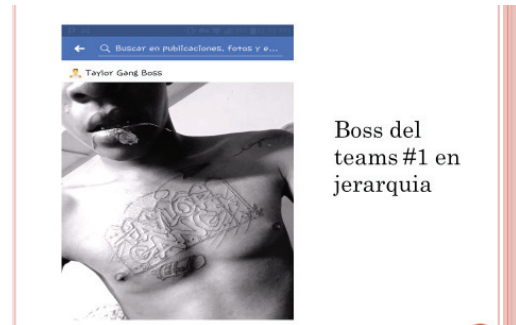 Buscar en publicaciones, fotos y e...
Taylor Gang Boss
Boss del
teams #1 en
jerarquia